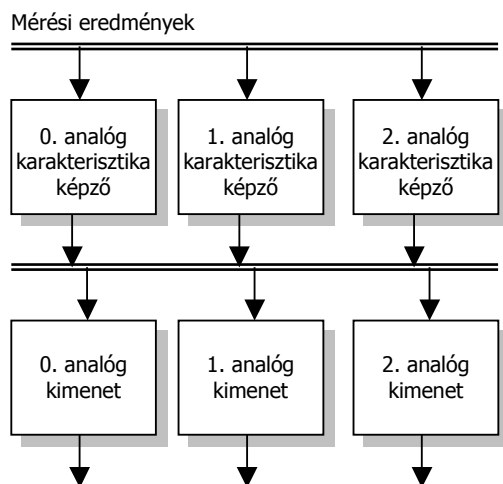 Mérési eredmények
0. analóg
karakterisztika
képző
1. analóg
karakterisztika
képző
2. analóg
karakterisztika
képző
0. analóg
kimenet
1. analóg
kimenet
2. analóg
kimenet